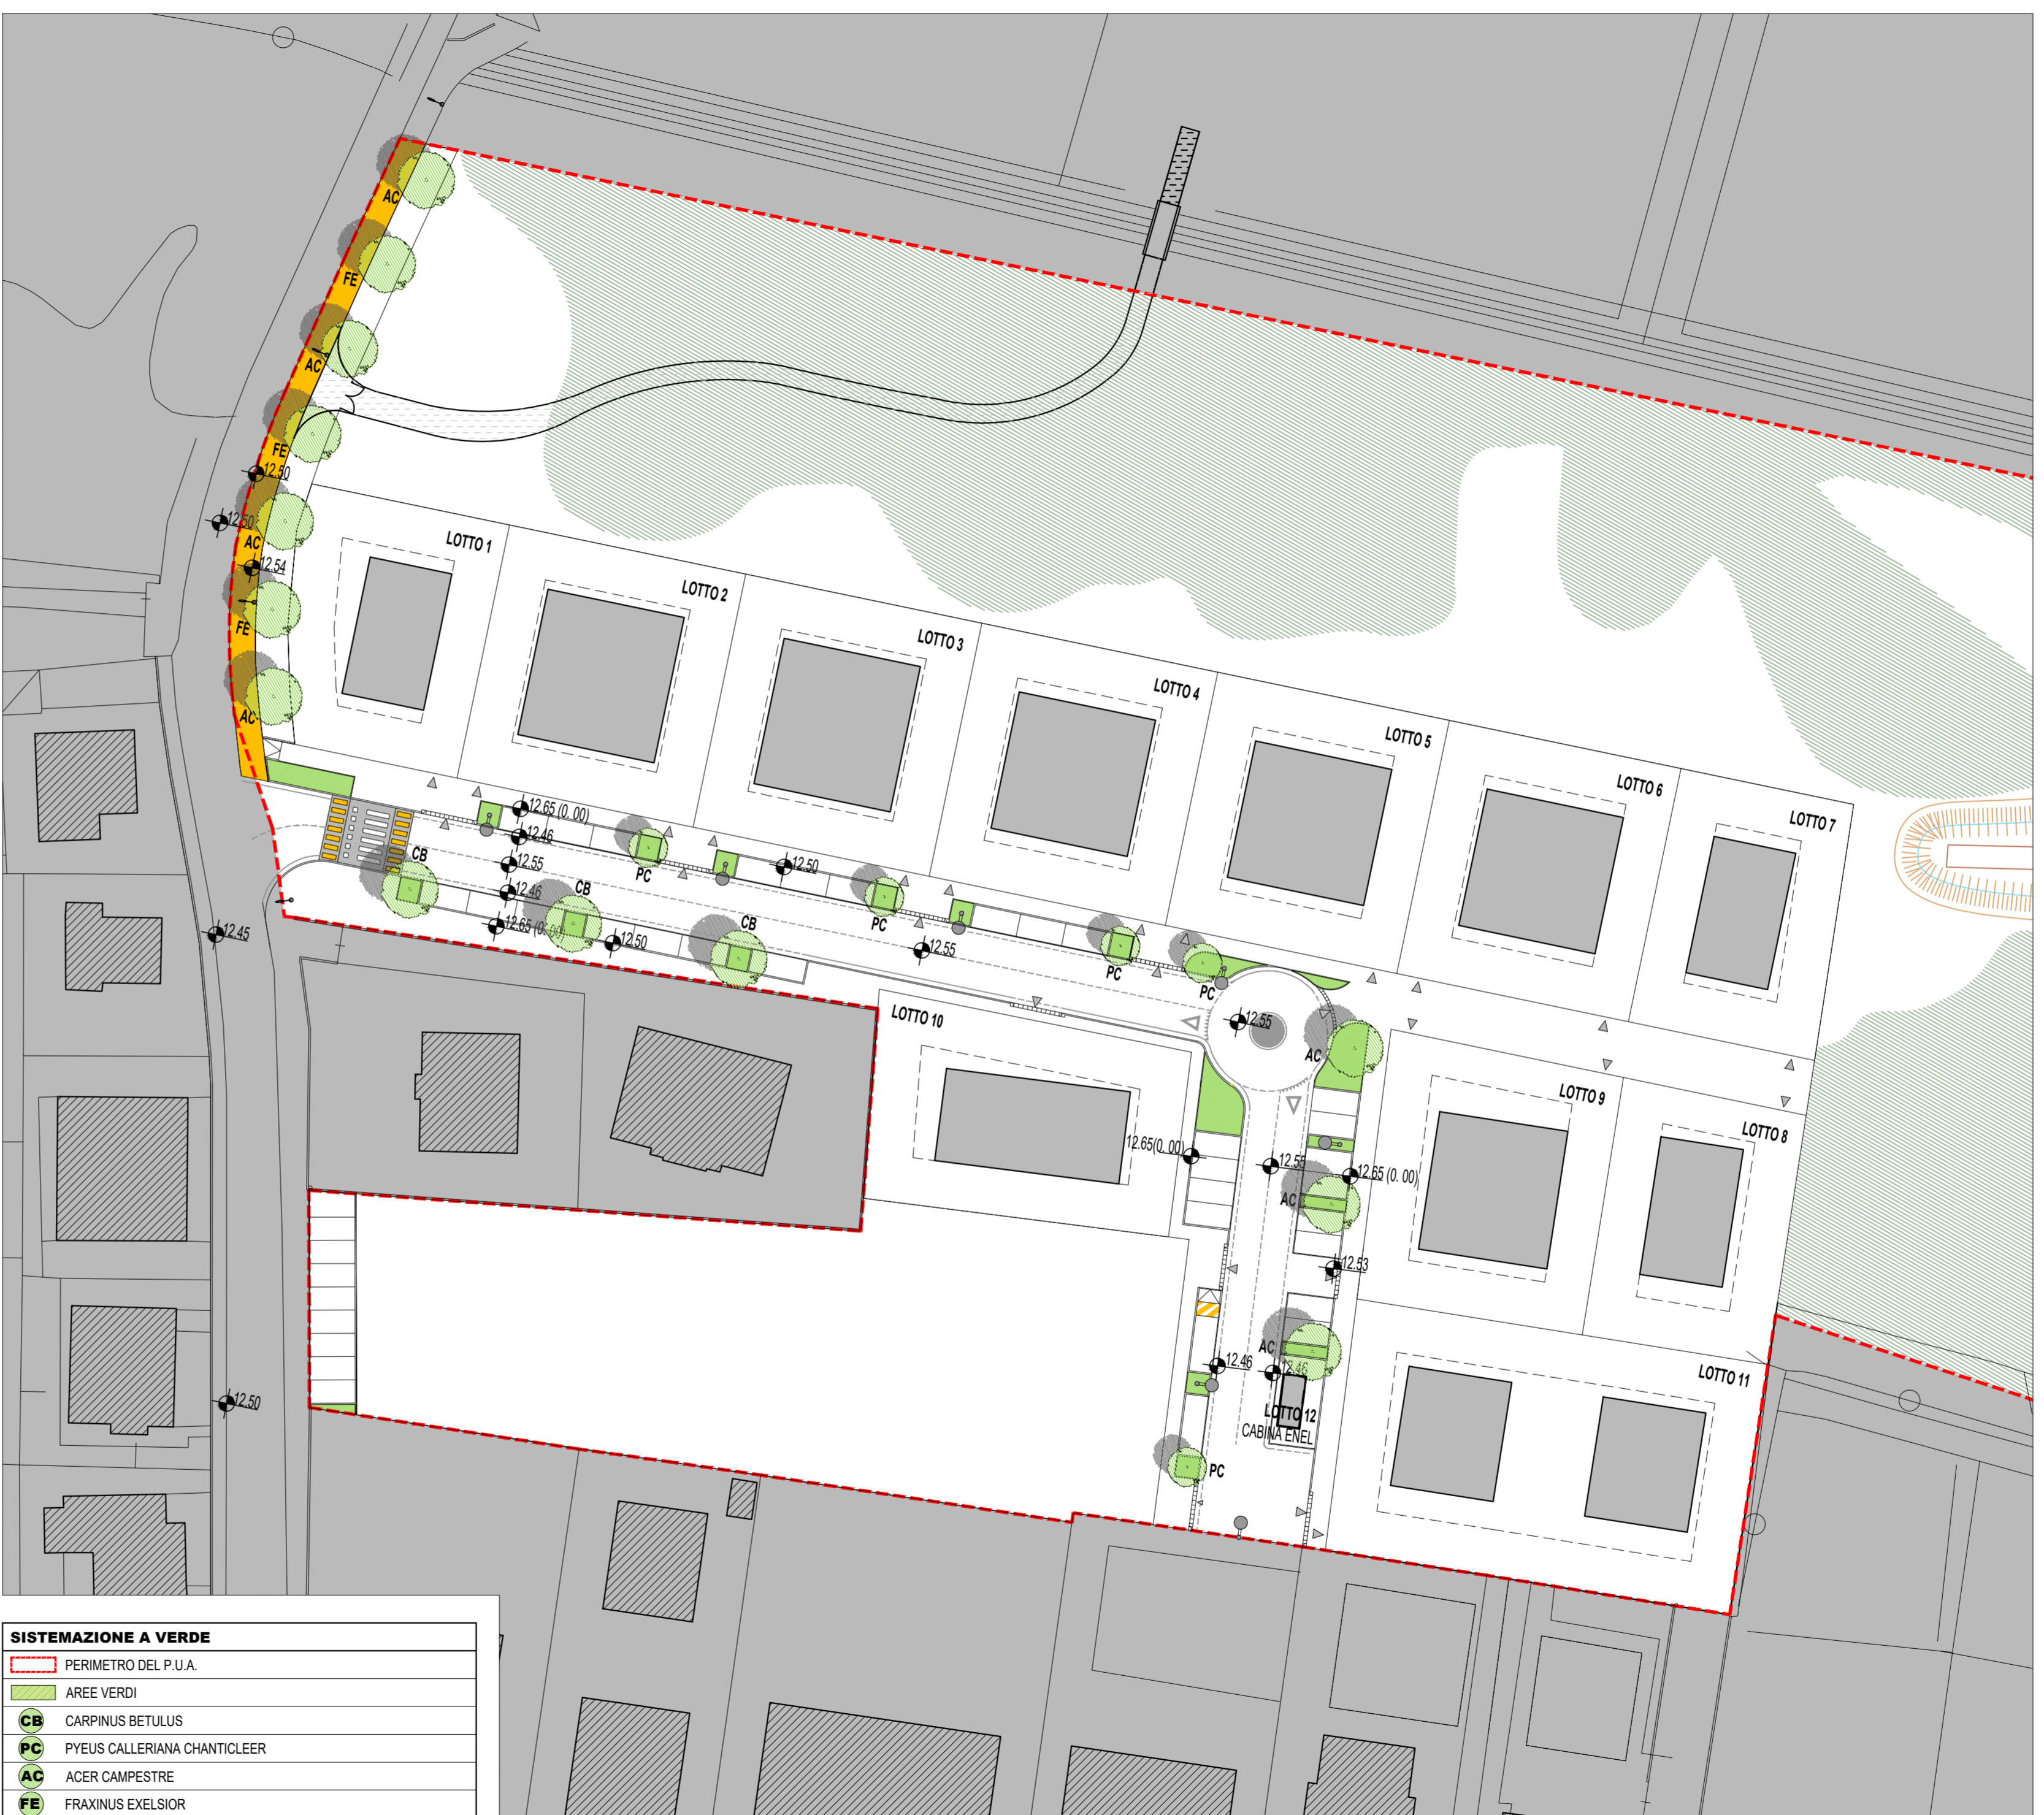 AC
FE
AC
FE
12.50
12.50
AC
12.54
FE
AC
LOTTO 1
LOTTO 2
LOTTO 3
LOTTO 4
LOTTO 5
LOTTO 6
LOTTO 7
12.65 (0. 00)
12.46
12.55
12.46
12.65 (0. 00)
12.50
12.50
12.55
CB
CB
CB
PC
PC
PC
PC
12.45
LOTTO 10
12.55
AC
LOTTO 9
LOTTO 8
12.65(0. 00)
12.55
12.65 (0. 00)
AC
12.53
AC
12.46
12.46
LOTTO 11
LOTTO 12
CABINA ENEL
PC
12.50
SISTEMAZIONE A VERDE
PERIMETRO DEL P.U.A.
AREE VERDI
CB CARPINUS BETULUS
PC PYEUS CALLERIANA CHANTICLEER
AC ACER CAMPESTRE
FE FRAXINUS EXELSIOR